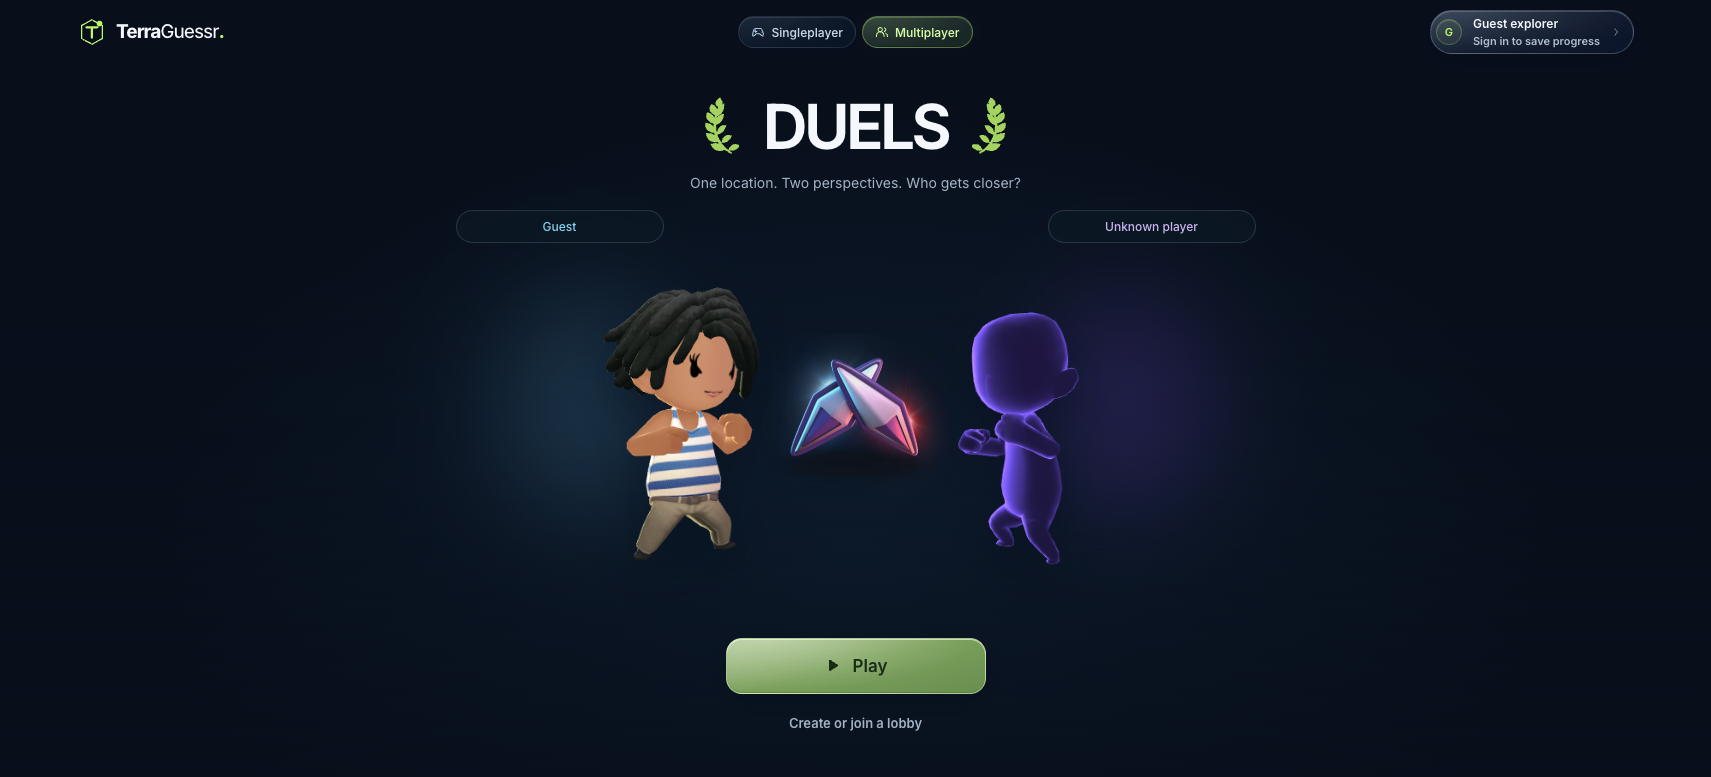 TerraGuessr.
Singleplayer
Multiplayer
G
Guest explorer
Sign in to save progress
DUELS
One location. Two perspectives. Who gets closer?
Guest
Unknown player
Play
Create or join a lobby